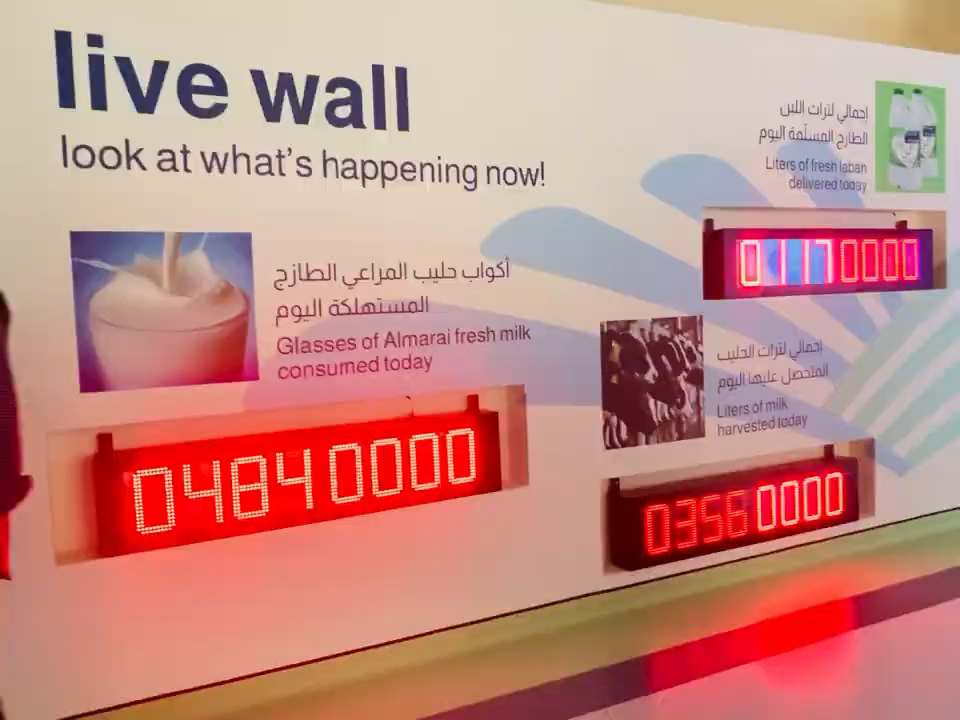 live wall
look at what's happening now!
أكواب حليب المراعي الطازج
المستهلكة اليوم
Glasses of Almarai fresh milk
consumed today
04840000
اجمالي لترات اللبن
الطازج المسلّمة اليوم
Liters of fresh laban
delivered today
01170000
إجمالي لترات الحليب
المتحصل عليها اليوم
Liters of milk
harvested today
03560000